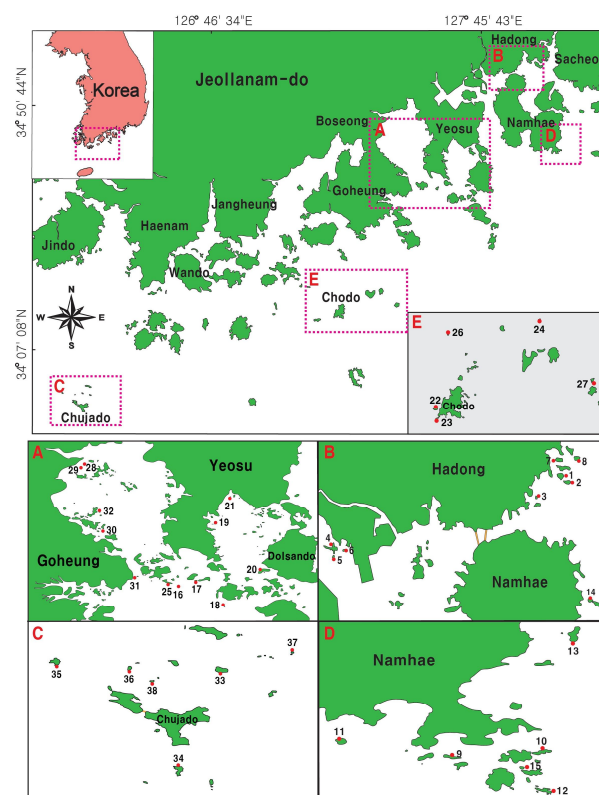 126° 46' 34"
127° 45' 43"
34° 50' 44"N
34° 07' 08"N
Korea
Jeollanam-do
Hadong
B
Sacheo
Boseong
A
Yeosu
Namhae
D
Goheung
Jangheung
Haenam
Jindo
Wando
E
Chodo
N
W
E
S
C
Chujado
E
26
24
27
22
Chodo
23
A
Yeosu
29
28
21
32
19
30
Goheung
Dolsando
20
31
25
16
17
18
B
Hadong
7
8
1
2
3
4
6
5
Namhae
14
C
37
35
36
33
38
Chujado
34
D
Namhae
13
11
10
9
15
12